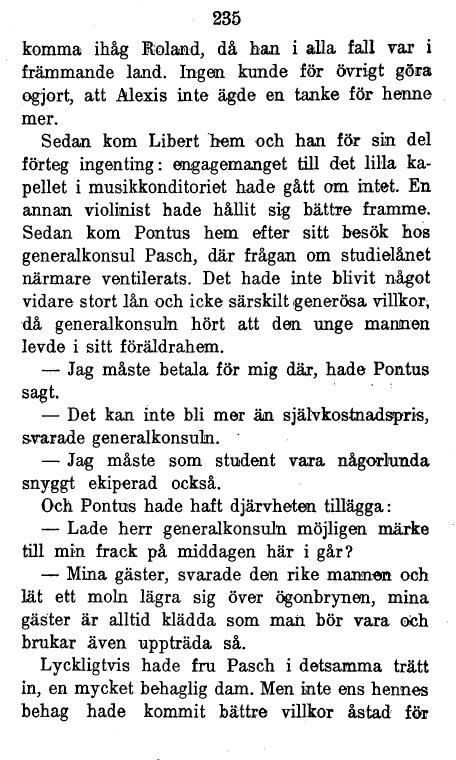 235
komma ihåg Roland, då han i alla fall var i
främmande land. Ingen kunde för övrigt göra
ogjort, att Alexis inte ägde en tanke för henne
mer.
Sedan kom Libert hem och han för sin del
förteg ingenting: engagemanget till det lilla ka-
pellet i musikkonditoriet hade gått om intet. En
annan violinist hade hållit sig bättre framme.
Sedan kom Pontus hem efter sitt besök hos
generalkonsul Pasch, där frågan om studielånet
närmare ventilerats. Det hade inte blivit något
vidare stort lån och icke särskilt generösa villkor,
då generalkonsuln hört att den unge mannen
levde i sitt föräldrahem.
— Jag måste betala för mig där, hade Pontus
sagt.
— Det kan inte bli mer än självkostnadspris,
svarade generalkonsuln.
— Jag måste som student vara någorlunda
snyggt ekiperad också.
Och Pontus hade haft djärvheten tillägga:
— Lade herr generalkonsuln möjligen märke
till min frack på middagen här i går?
— Mina gäster, svarade den rike mannen och
lät ett moln lägra sig över ögonbrynen, mina
gäster är alltid klädda som man bör vara och
brukar även uppträda så.
Lyckligtvis hade fru Pasch i detsamma trätt
in, en mycket behaglig dam. Men inte ens hennes
behag hade kommit bättre villkor åstad för